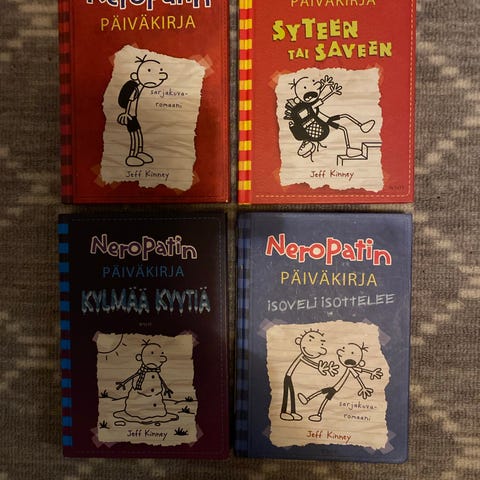 Neropatin
PÄIVÄKIRJA
sarjakuva-
romaani
Jeff Kinney
PÄIVÄKIRJA
SYTEEN
TAI SAVEEN
Jeff Kinney
NeroPatin
PÄIVÄKIRJA
KYLMÄÄ KYYTIÄ
Jeff Kinney
NeroPatin
PÄIVÄKIRJA
iSOVELi iSOTTELEE
sarjakuva-
romaani
Jeff Kinney